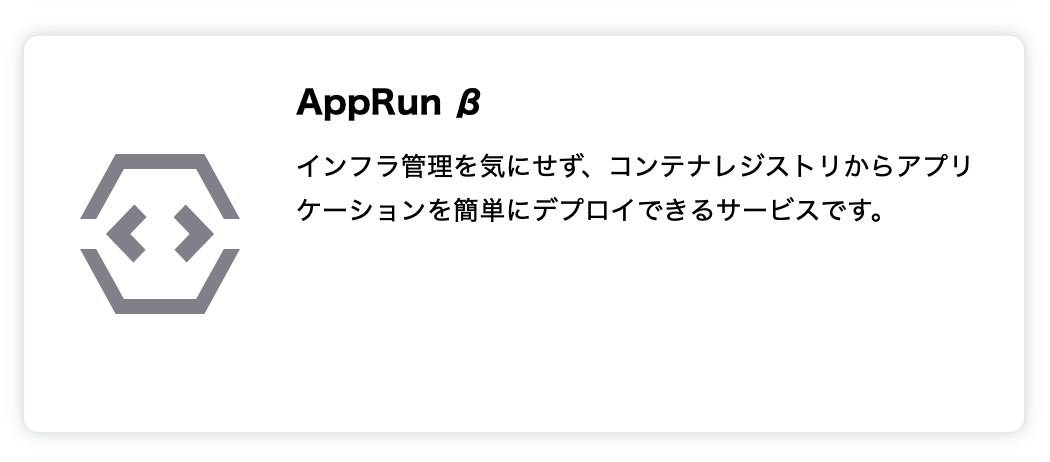 AppRun β
インフラ管理を気にせず、コンテナレジストリからアプリ
ケーションを簡単にデプロイできるサービスです。